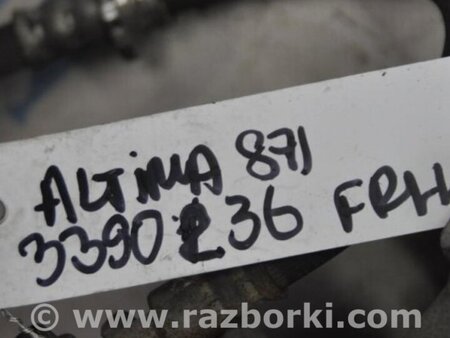 ALTIMA 871
3390236 FRH
www.razborki.com